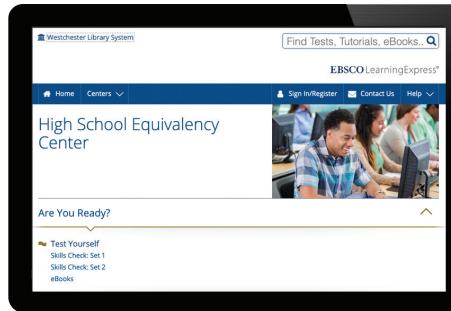 Westchester Library System
Find Tests, Tutorials, eBooks..
EBSCO LearningExpress®
Home Centers Sign In/Register Contact Us Help
High School Equivalency
Center
Are You Ready?
Test Yourself
Skills Check: Set 1
Skills Check: Set 2
eBooks